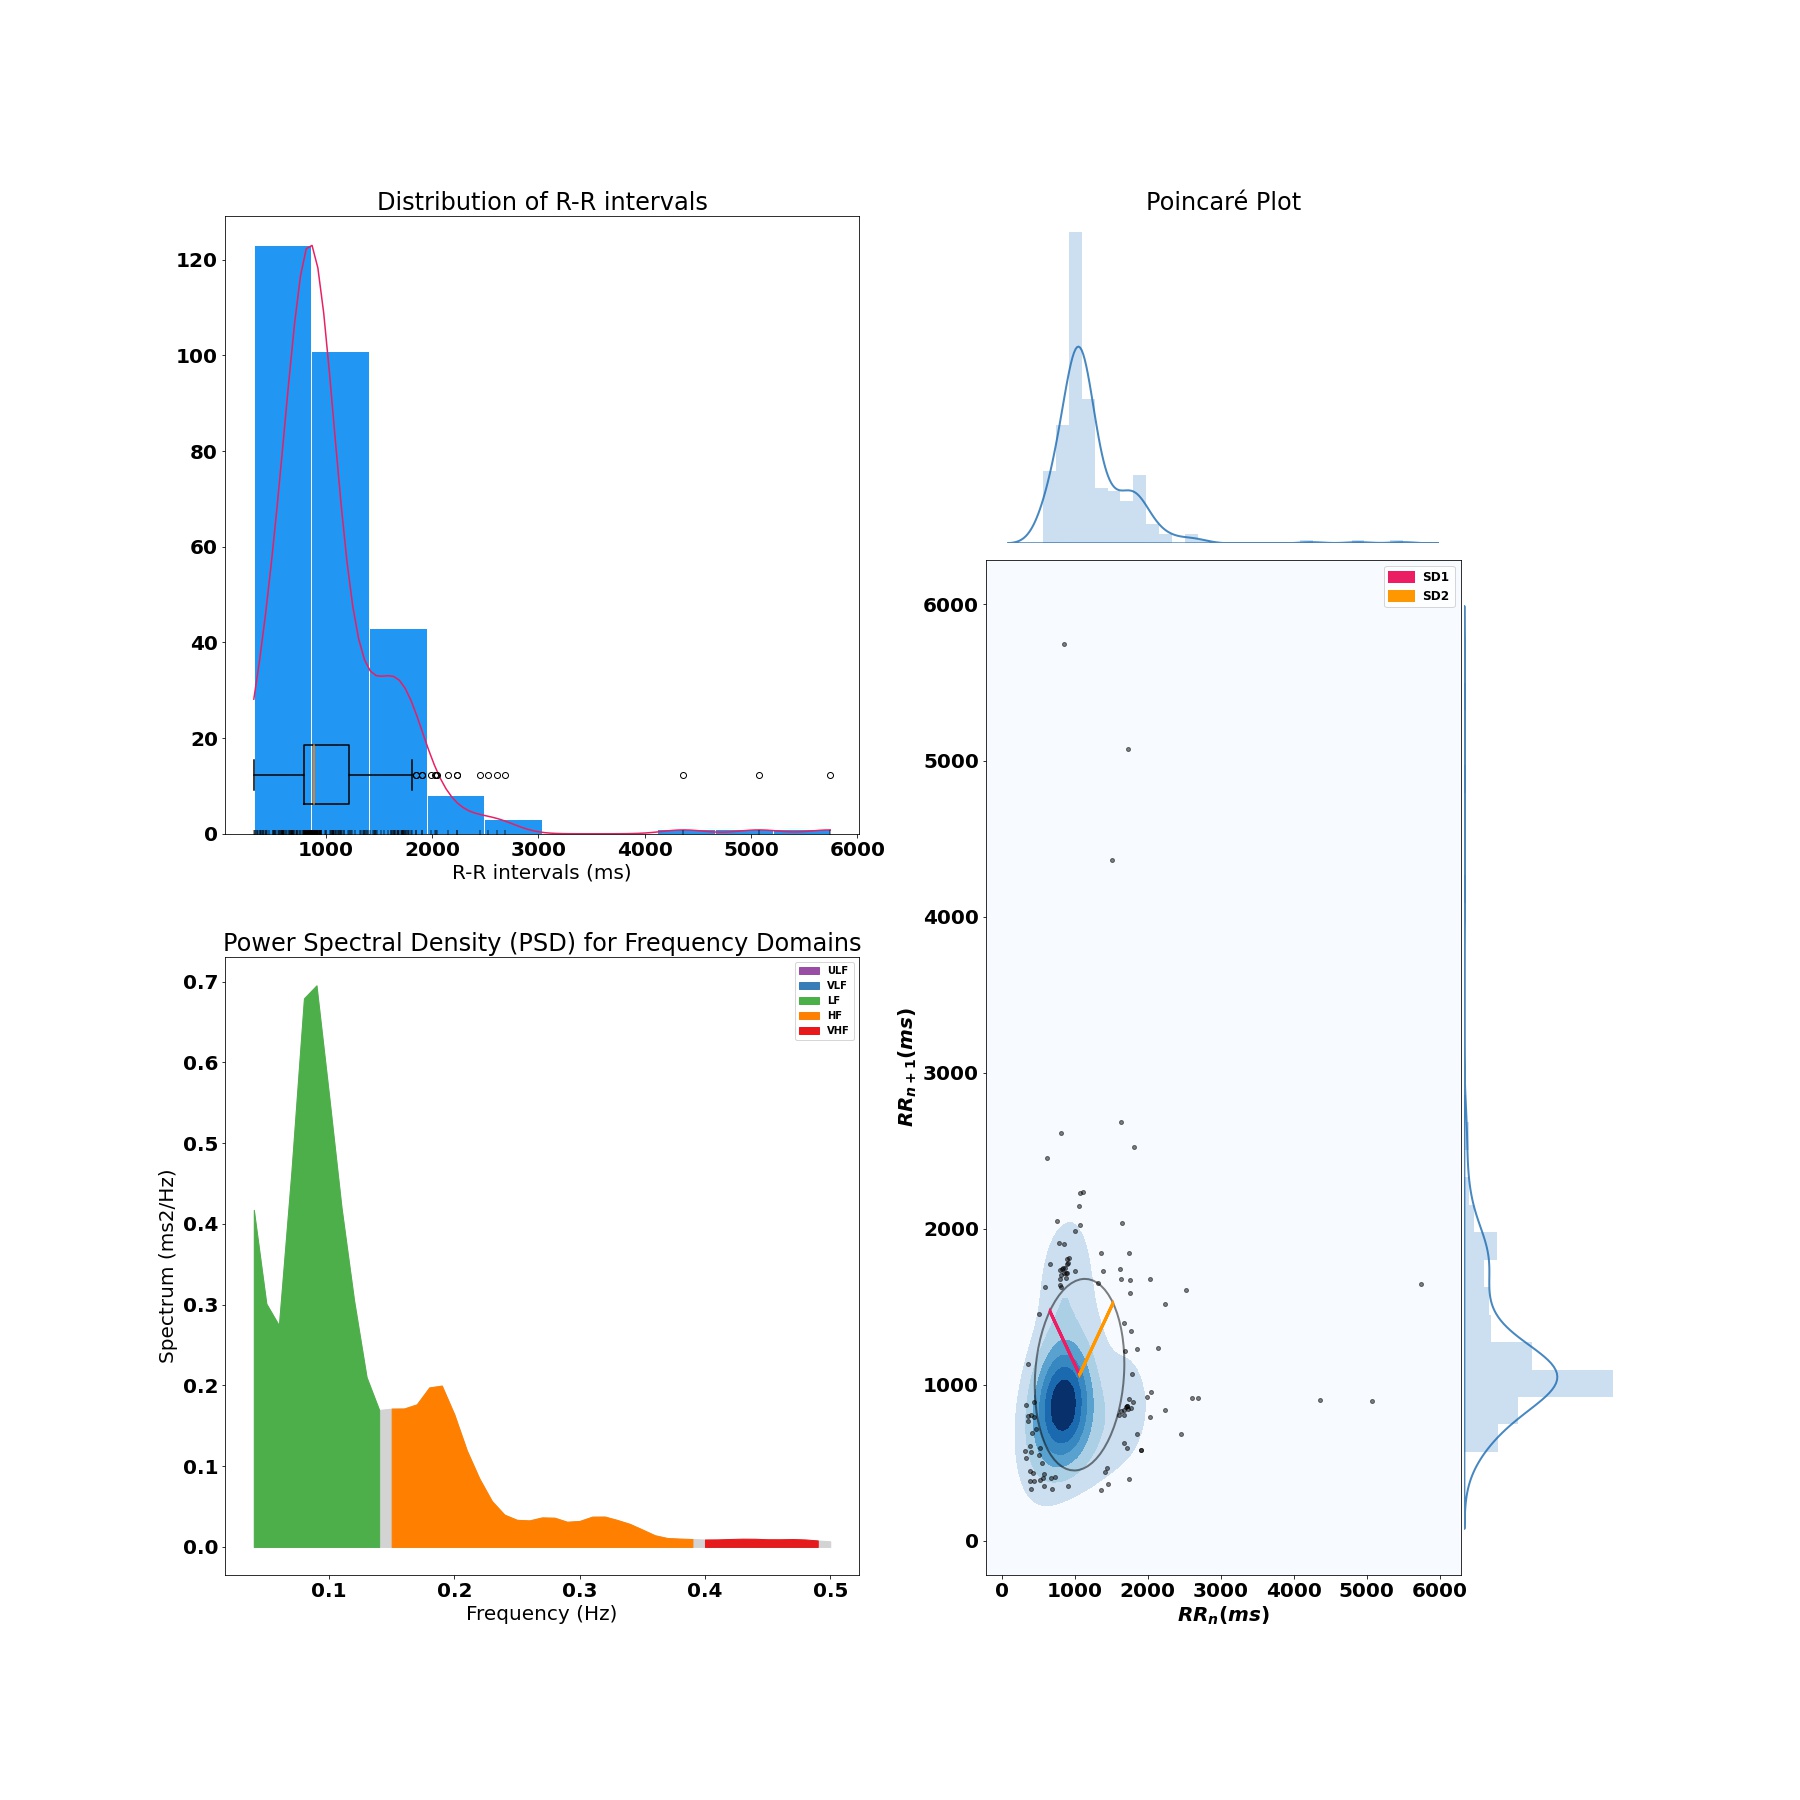 Distribution of R-R intervals
120
100
80
60
40
20
0
1000 2000 3000 4000 5000 6000
R-R intervals (ms)
Power Spectral Density (PSD) for Frequency Domains
ULF
VLF
LF
HF
VHF
0.7
0.6
0.5
0.4
0.3
0.2
0.1
0.0
Spectrum (ms2/Hz)
0.1 0.2 0.3 0.4 0.5
Frequency (Hz)
Poincaré Plot
SD1
SD2
6000
5000
4000
3000
2000
1000
0
RRn+1(ms)
0 1000 2000 3000 4000 5000 6000
RRn(ms)